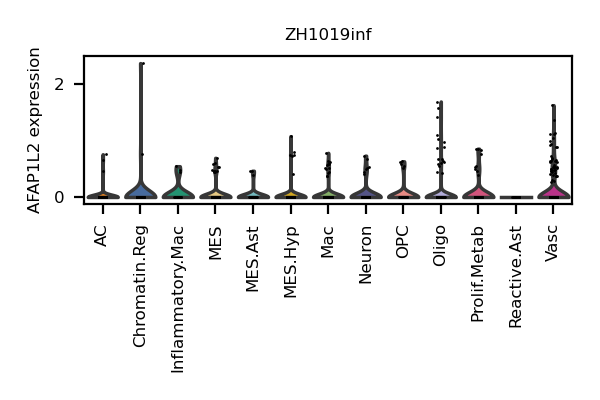 ZH1019inf
AFAP1L2 expression
2
0
AC
Chromatin.Reg
Inflammatory.Mac
MES
MES.Ast
MES.Hyp
Mac
Neuron
OPC
Oligo
Prolif.Metab
Reactive.Ast
Vasc